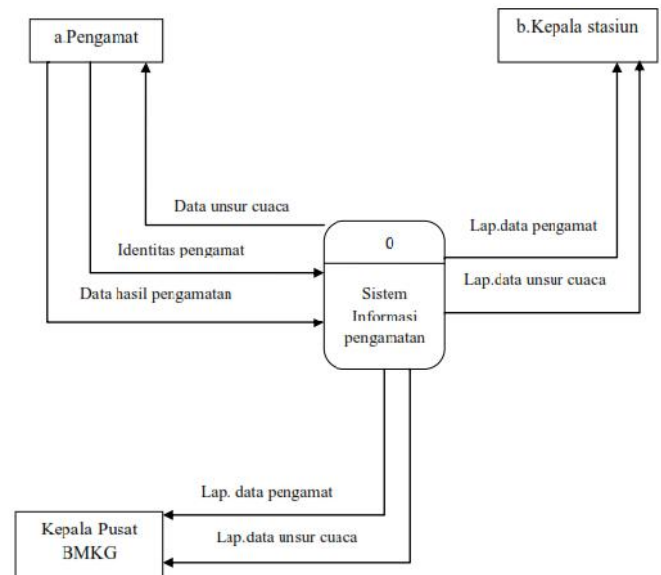 a.Pengamat
b.Kepala stasiun
Data unsur cuaca
Identitas pengamat
Data hasil pengamatan
0
Sistem
Informasi
pengamatan
Lap.data pengamat
Lap.data unsur cuaca
Lap. data pengamat
Lap.data unsur cuaca
Kepala Pusat
BMKG